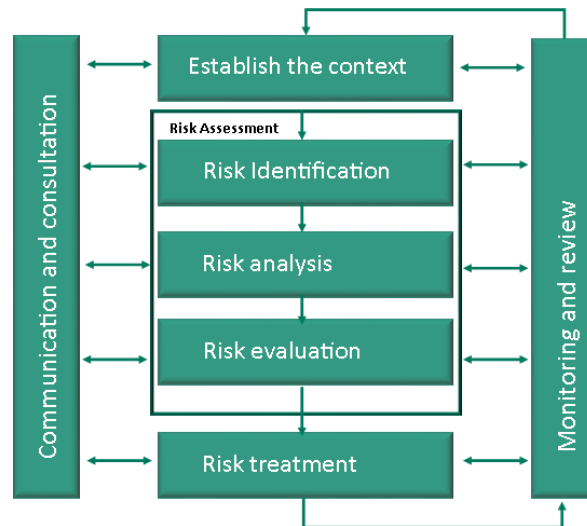 Establish the context
Risk Assessment
Risk Identification
Risk analysis
Risk evaluation
Risk treatment
Communication and consultation
Monitoring and review